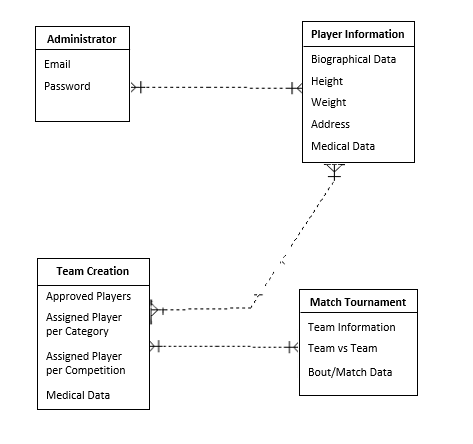 Administrator
Email
Password
Player Information
Biographical Data
Height
Weight
Address
Medical Data
Team Creation
Approved Players
Assigned Player
per Category
Assigned Player
per Competition
Medical Data
Match Tournament
Team Information
Team vs Team
Bout/Match Data